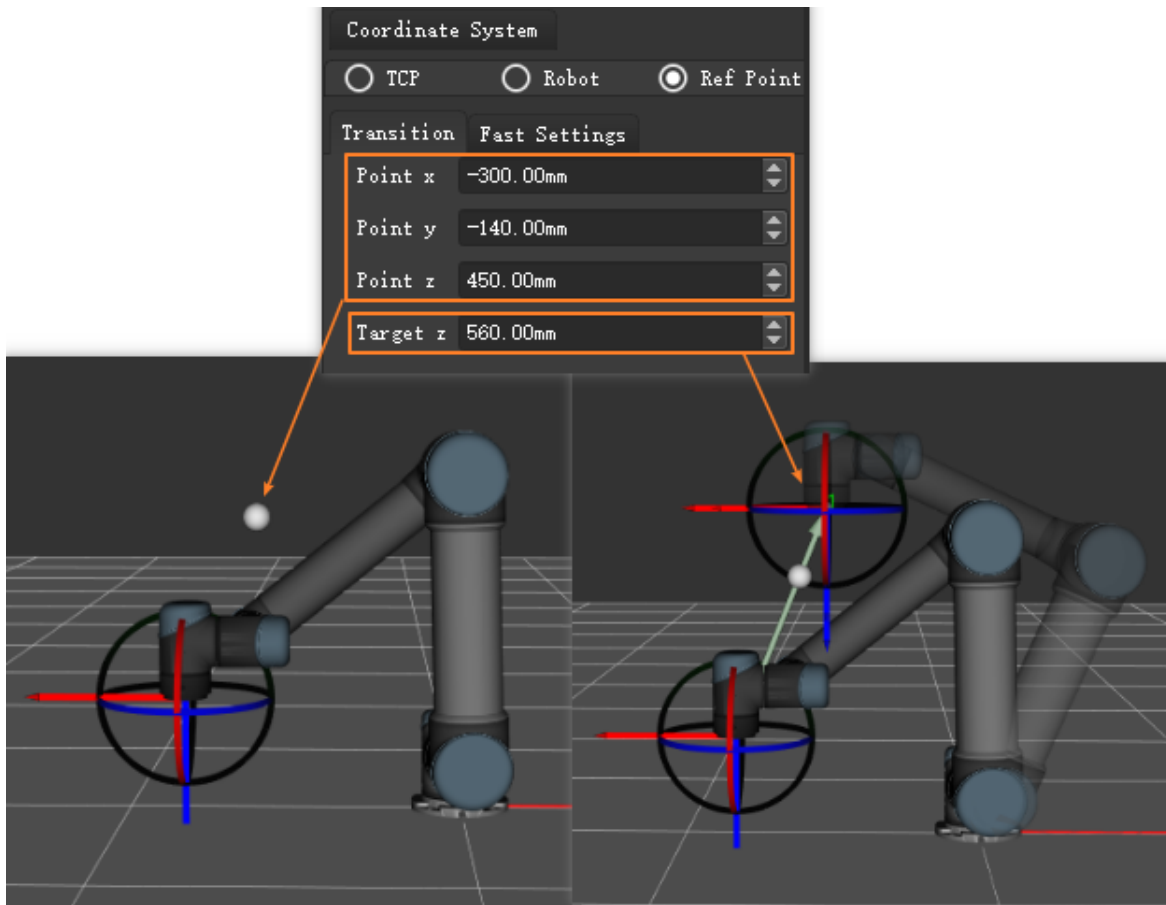 Coordinate System
TCP Robot Ref Point
Transition Fast Settings
Point x -300.00mm
Point y -140.00mm
Point z 450.00mm
Target z 560.00mm